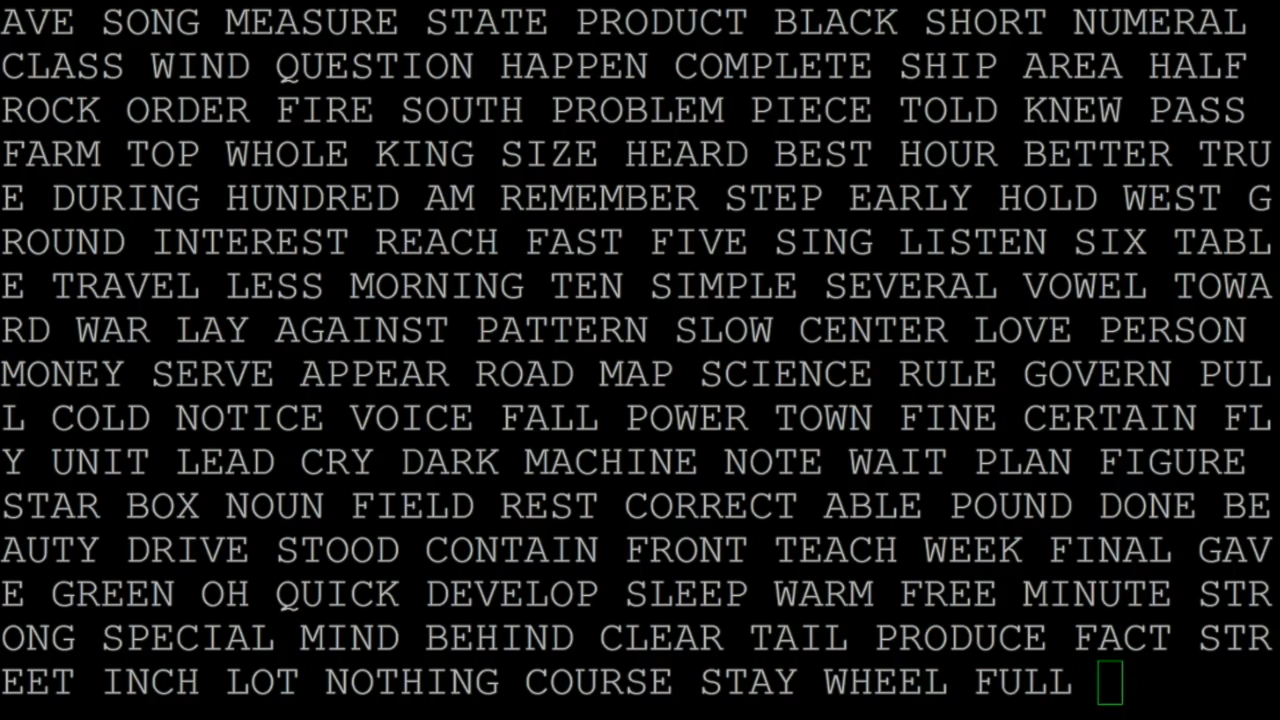 AVE SONG MEASURE STATE PRODUCT BLACK SHORT NUMERAL
CLASS WIND QUESTION HAPPEN COMPLETE SHIP AREA HALF
ROCK ORDER FIRE SOUTH PROBLEM PIECE TOLD KNEW PASS
FARM TOP WHOLE KING SIZE HEARD BEST HOUR BETTER TRU
E DURING HUNDRED AM REMEMBER STEP EARLY HOLD WEST G
ROUND INTEREST REACH FAST FIVE SING LISTEN SIX TABL
E TRAVEL LESS MORNING TEN SIMPLE SEVERAL VOWEL TOWA
RD WAR LAY AGAINST PATTERN SLOW CENTER LOVE PERSON
MONEY SERVE APPEAR ROAD MAP SCIENCE RULE GOVERN PUL
L COLD NOTICE VOICE FALL POWER TOWN FINE CERTAIN FL
Y UNIT LEAD CRY DARK MACHINE NOTE WAIT PLAN FIGURE
STAR BOX NOUN FIELD REST CORRECT ABLE POUND DONE BE
AUTY DRIVE STOOD CONTAIN FRONT TEACH WEEK FINAL GAV
E GREEN OH QUICK DEVELOP SLEEP WARM FREE MINUTE STR
ONG SPECIAL MIND BEHIND CLEAR TAIL PRODUCE FACT STR
EET INCH LOT NOTHING COURSE STAY WHEEL FULL